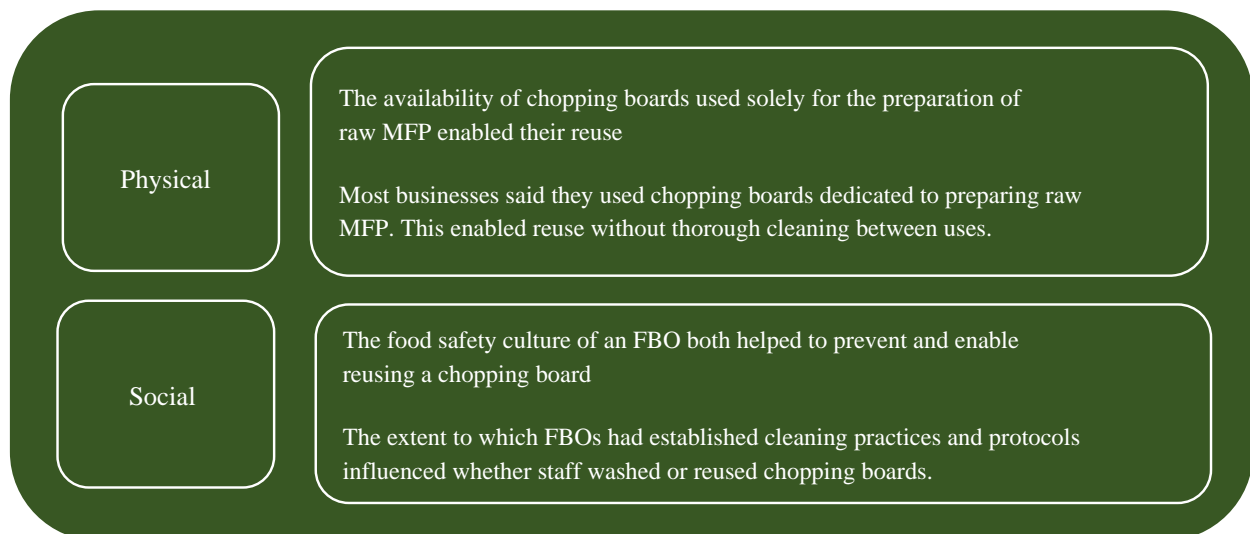 Physical
The availability of chopping boards used solely for the preparation of
raw MFP enabled their reuse
Most businesses said they used chopping boards dedicated to preparing raw
MFP. This enabled reuse without thorough cleaning between uses.
Social
The food safety culture of an FBO both helped to prevent and enable
reusing a chopping board
The extent to which FBOs had established cleaning practices and protocols
influenced whether staff washed or reused chopping boards.